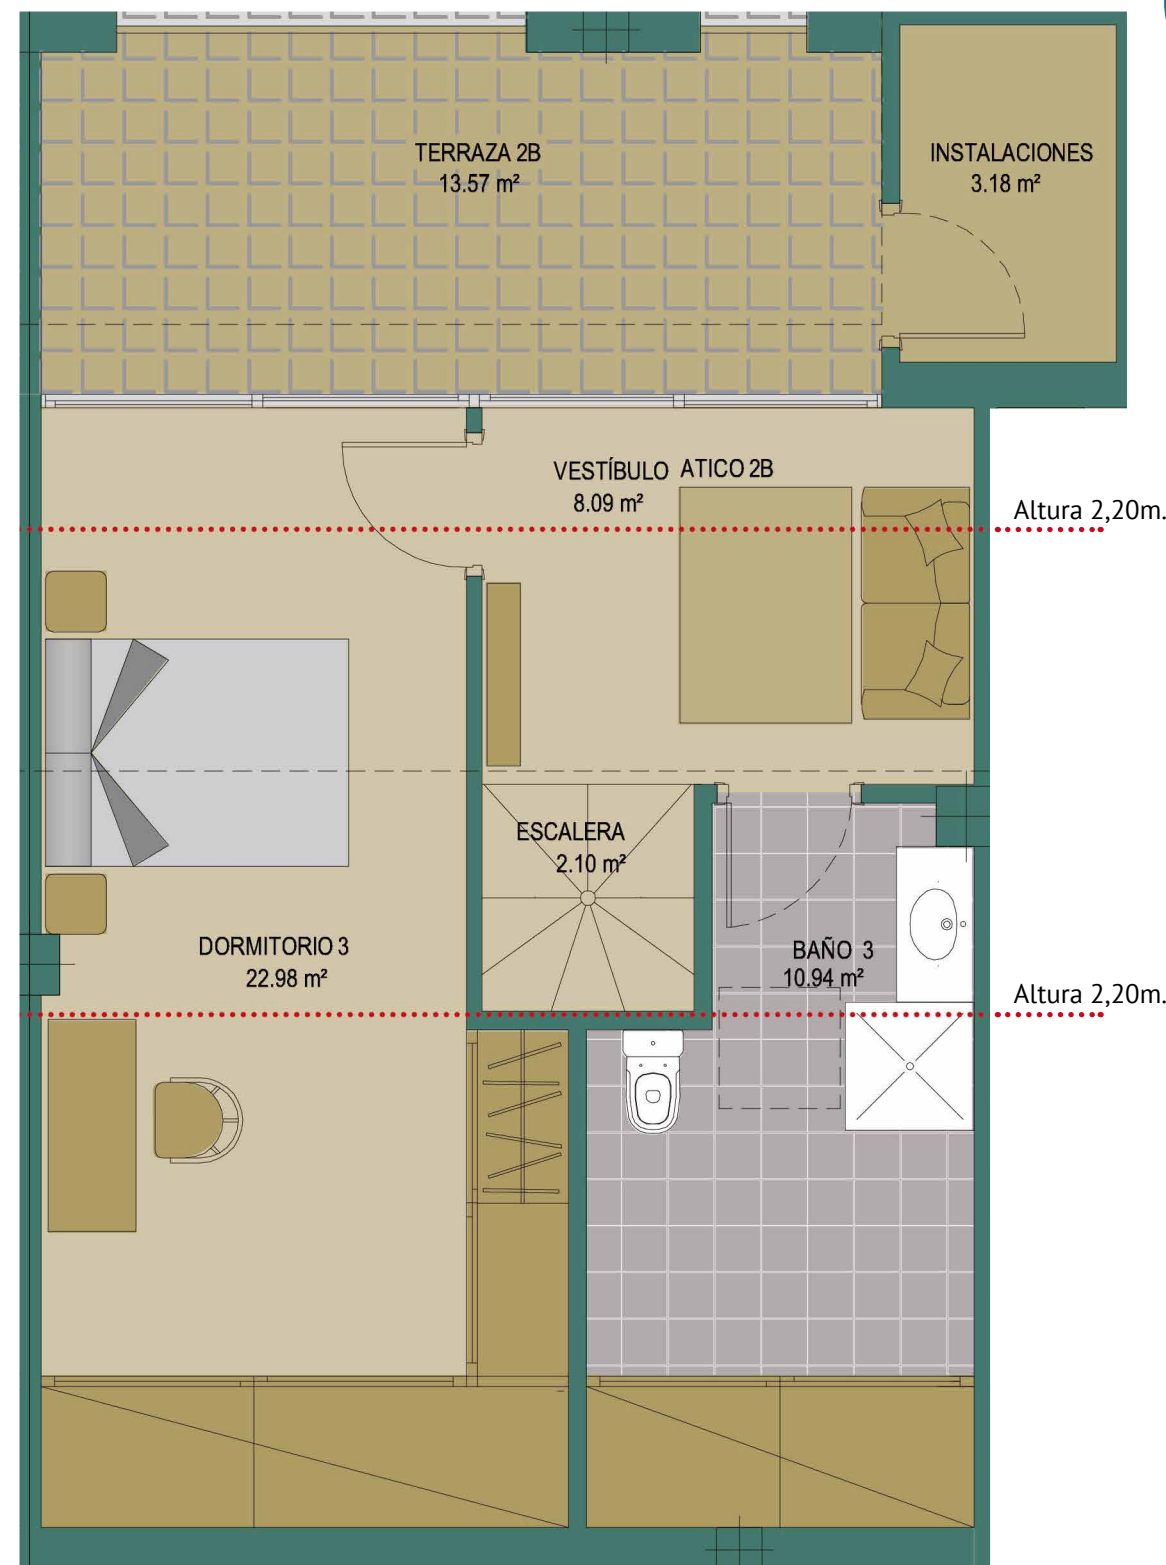 TERRAZA 2B
13.57 m²
INSTALACIONES
3.18 m²
VESTÍBULO ATICO 2B
8.09 m²
Altura 2,20m.
ESCALERA
2.10 m²
DORMITORIO 3
22.98 m²
BAÑO 3
10.94 m²
Altura 2,20m.